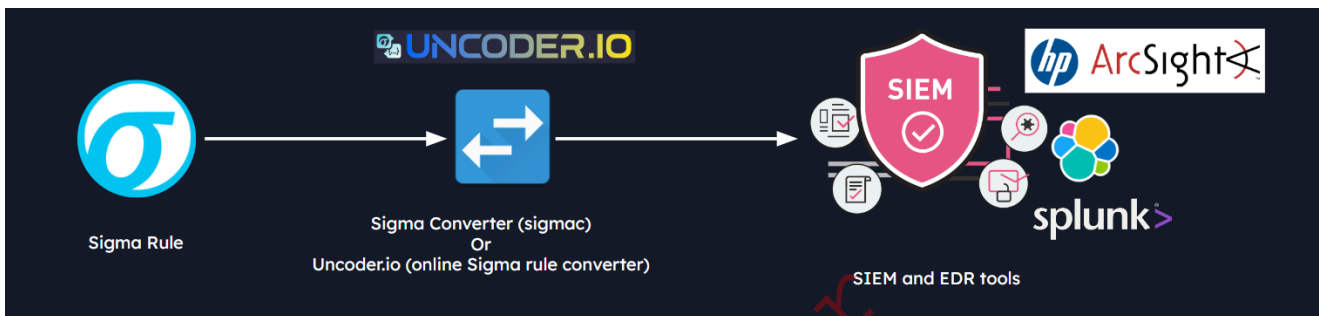 UNCODER.IO
SIEM
hp ArcSight
splunk>
Sigma Rule
Sigma Converter (sigmac)
Or
Uncoder.io (online Sigma rule converter)
SIEM and EDR tools